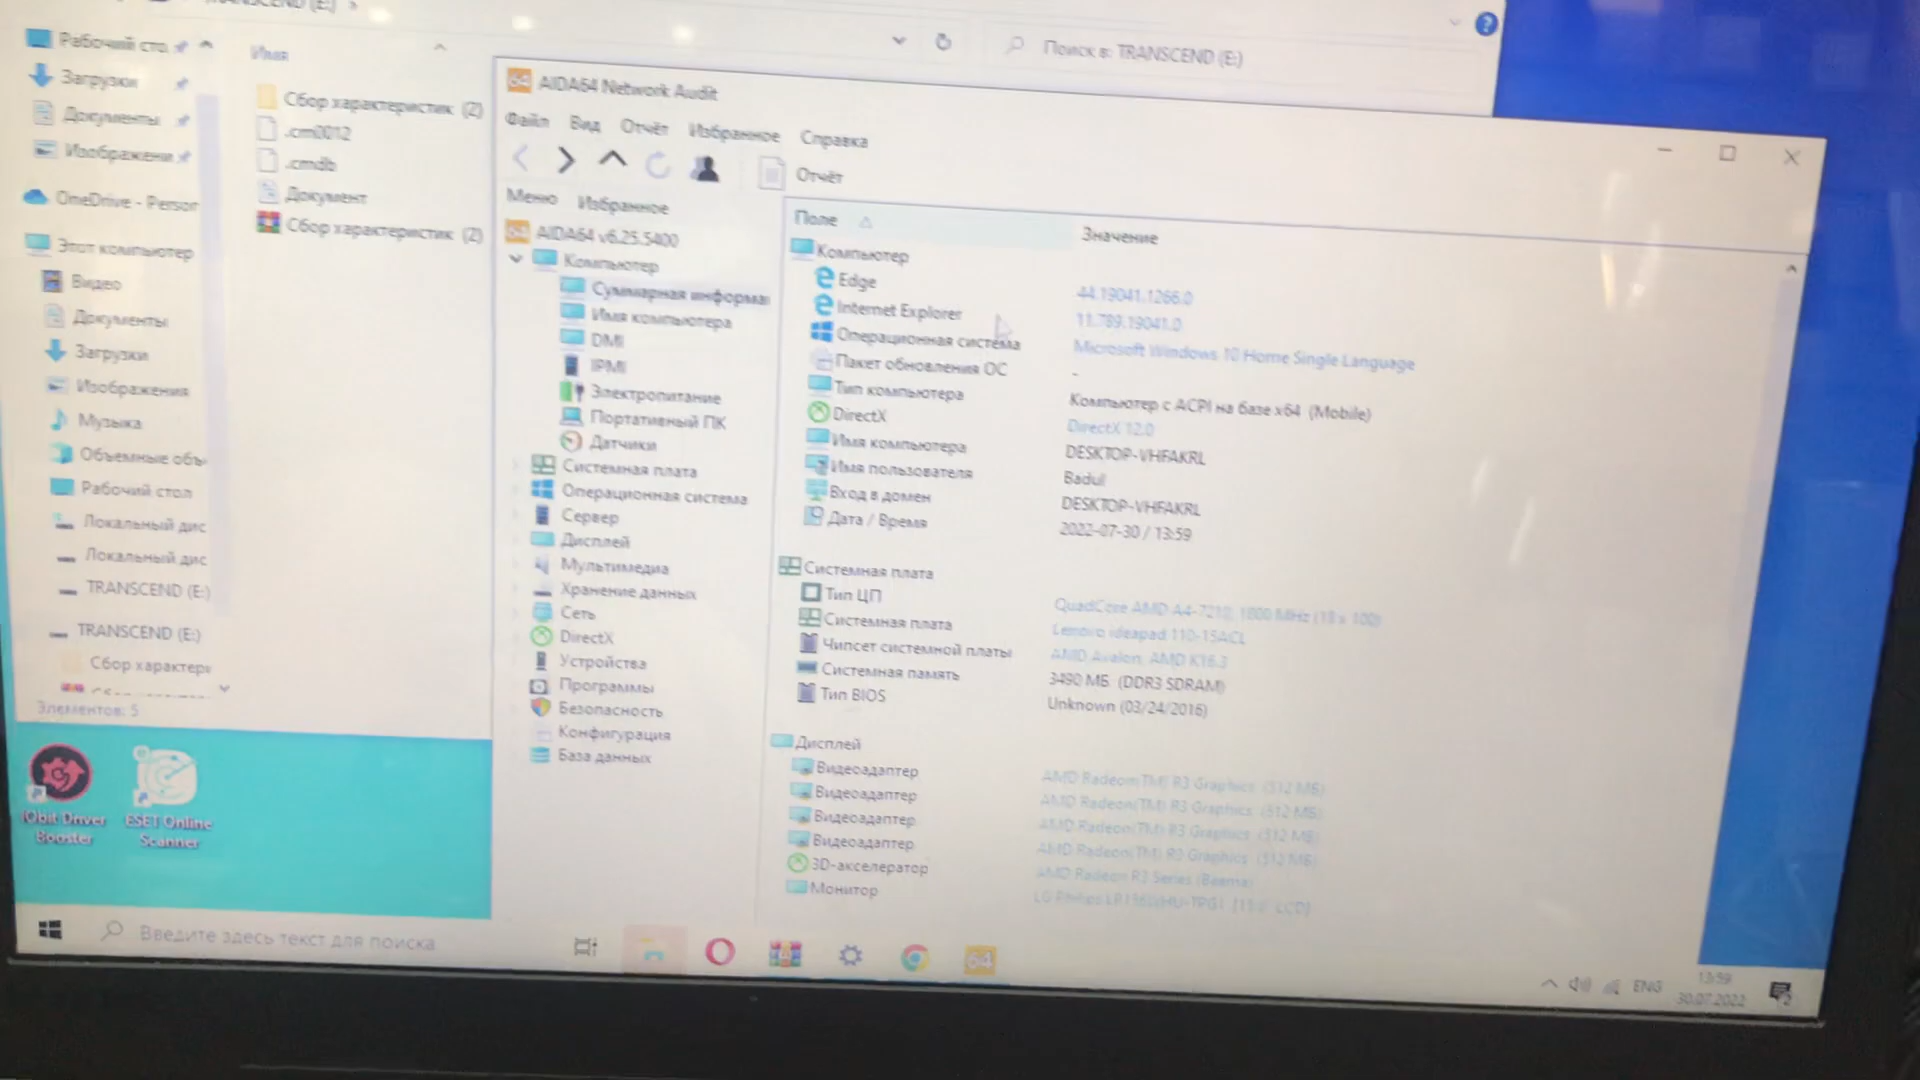 TRANSCEND (E:)
Поиск в: TRANSCEND (E:)
Рабочий сто
Загрузки
Документы
Изображени
OneDrive - Person
Этот компьютер
Видео
Документы
Загрузки
Изображения
Музыка
Объемные объ
Рабочий стол
Локальный дис
Локальный дис
TRANSCEND (E:)
TRANSCEND (E:)
Сбор характери
Элементов: 5
Имя
Сбор характеристик (2)
.cm0012
.cmdb
Документ
Сбор характеристик (2)
AIDA64 Network Audit
Файл Вид Отчёт Избранное Справка
Отчёт
Меню Избранное
AIDA64 v6.25.5400
Компьютер
Суммарная информа
Имя компьютера
DMI
IPMI
Электропитание
Портативный ПК
Датчики
Системная плата
Операционная система
Сервер
Дисплей
Мультимедиа
Хранение данных
Сеть
DirectX
Устройства
Программы
Безопасность
Конфигурация
База данных
Поле Значение
Компьютер
Edge 44.19041.1266.0
Internet Explorer 11.789.19041.0
Операционная система Microsoft Windows 10 Home Single Language
Пакет обновления ОС -
Тип компьютера Компьютер с ACPI на базе x64 (Mobile)
DirectX DirectX 12.0
Имя компьютера DESKTOP-VHFAKRL
Имя пользователя Badul
Вход в домен DESKTOP-VHFAKRL
Дата / Время 2022-07-30 / 13:59
Системная плата
Тип ЦП QuadCore AMD A4-7210, 1800 MHz (18 x 100)
Системная плата Lenovo ideapad 110-15ACL
Чипсет системной платы AMD Avalon, AMD K16.3
Системная память 3490 МБ (DDR3 SDRAM)
Тип BIOS Unknown (03/24/2016)
Дисплей
Видеоадаптер AMD Radeon(TM) R3 Graphics (512 МБ)
Видеоадаптер AMD Radeon(TM) R3 Graphics (512 МБ)
Видеоадаптер AMD Radeon(TM) R3 Graphics (512 МБ)
Видеоадаптер AMD Radeon(TM) R3 Graphics (512 МБ)
3D-акселератор AMD Radeon R3 Series (Beema)
Монитор LG Philips
IObit Driver Booster
ESET Online Scanner
Введите здесь текст для поиска
64
ENG
13:59
30.07.2022